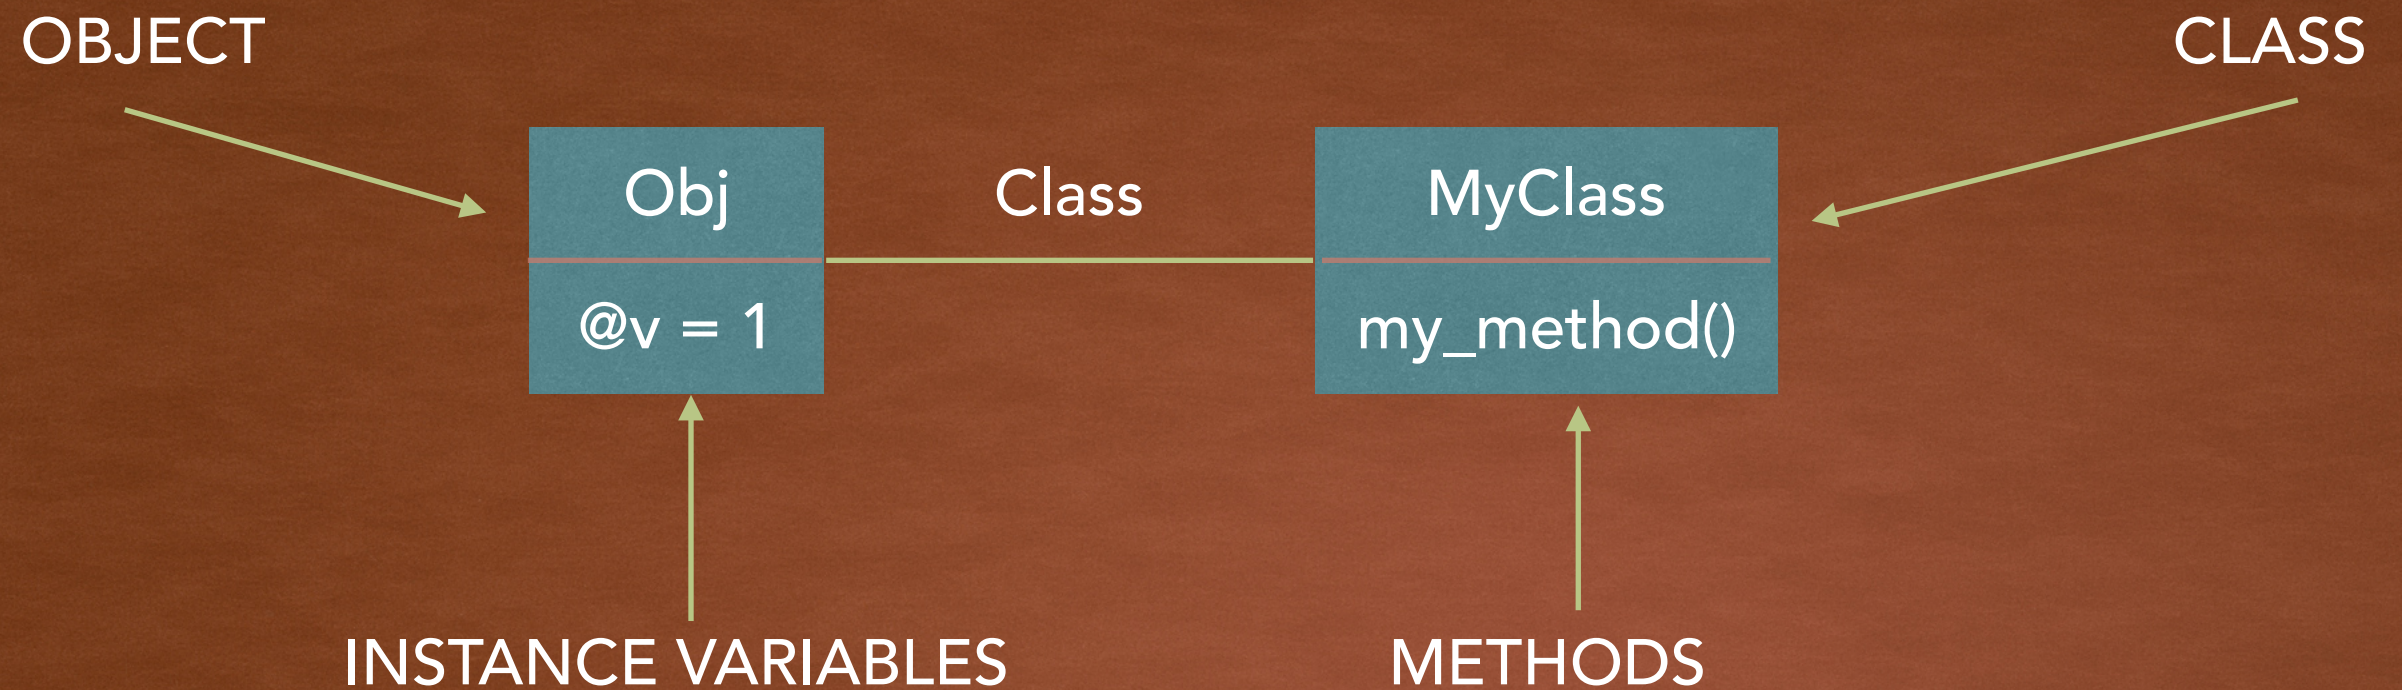 OBJECT
CLASS
Obj
Class
MyClass
@v = 1
my_method()
INSTANCE VARIABLES
METHODS